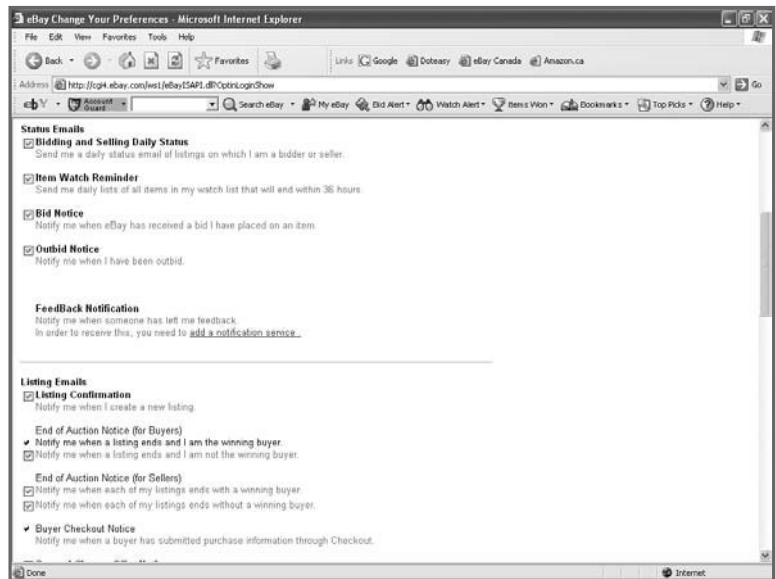 eBay Change Your Preferences - Microsoft Internet Explorer
File Edit View Favorites Tools Help
Back Favorites Links Google Doteasy eBay Canada Amazon.ca
Address http://cgi4.ebay.com/ws1/eBayISAPI.dll?OptinLoginShow Go
ebY Account Guard Search eBay My eBay Bid Alert Watch Alert Items Won Bookmarks Top Picks Help
Status Emails
Bidding and Selling Daily Status
Send me a daily status email of listings on which I am a bidder or seller.
Item Watch Reminder
Send me daily lists of all items in my watch list that will end within 36 hours.
Bid Notice
Notify me when eBay has received a bid I have placed on an item.
Outbid Notice
Notify me when I have been outbid.
FeedBack Notification
Notify me when someone has left me feedback.
In order to receive this, you need to add a notification service .
Listing Emails
Listing Confirmation
Notify me when I create a new listing.
End of Auction Notice (for Buyers)
Notify me when a listing ends and I am the winning buyer.
Notify me when a listing ends and I am not the winning buyer.
End of Auction Notice (for Sellers)
Notify me when each of my listings ends with a winning buyer.
Notify me when each of my listings ends without a winning buyer.
Buyer Checkout Notice
Notify me when a buyer has submitted purchase information through Checkout.
Done Internet